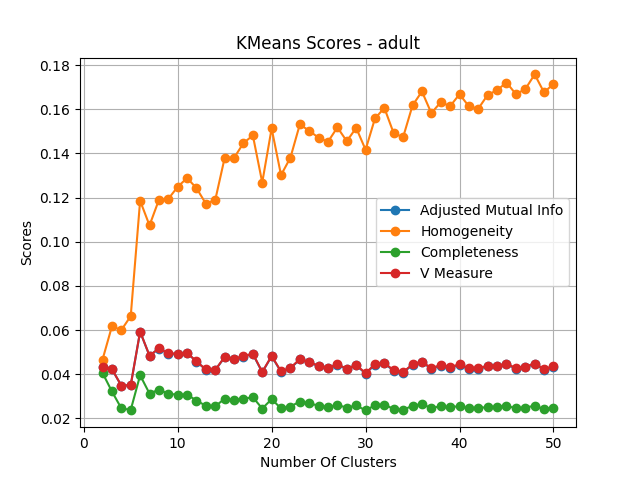 KMeans Scores - adult
0.18
0.16
0.14
0.12
0.10
0.08
0.06
0.04
0.02
Scores
Adjusted Mutual Info
Homogeneity
Completeness
V Measure
0 10 20 30 40 50
Number Of Clusters